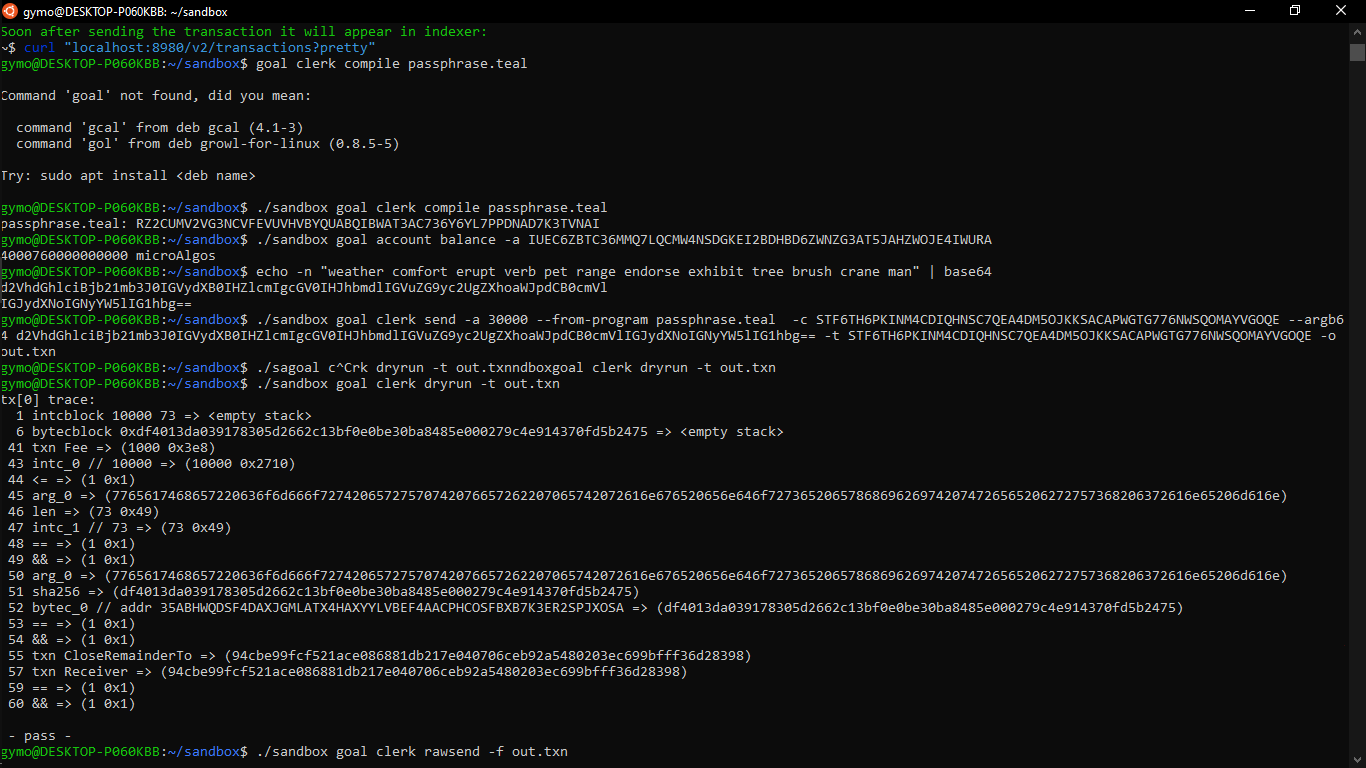 gymo@DESKTOP-P060KBB: ~/sandbox
Soon after sending the transaction it will appear in indexer:
~$ curl "localhost:8980/v2/transactions?pretty"
gymo@DESKTOP-P060KBB:~/sandbox$ goal clerk compile passphrase.teal
Command 'goal' not found, did you mean:
command 'gcal' from deb gcal (4.1-3)
command 'gol' from deb growl-for-linux (0.8.5-5)
Try: sudo apt install <deb name>
gymo@DESKTOP-P060KBB:~/sandbox$ ./sandbox goal clerk compile passphrase.teal
passphrase.teal: RZ2CUMV2VG3NCVFEVUVHVBYQUABQIBWAT3AC736Y6YL7PPDNAD7K3TVNAI
gymo@DESKTOP-P060KBB:~/sandbox$ ./sandbox goal account balance -a IUEC6ZBTC36MMQ7LQCMW4NSDGKEI2BDHBD6ZWNZG3AT5JAHZWOJE4IWURA
4000760000000000 microAlgos
gymo@DESKTOP-P060KBB:~/sandbox$ echo -n "weather comfort erupt verb pet range endorse exhibit tree brush crane man" | base64
d2VhdGhlciBjb21mb3J0IGVydXB0IHZlcmIgcGV0IHJhbmdlIGVuZG9yc2UgZXhoaWJpdCB0cmVl
IGJydXNoIGNyYW5lIG1hbg==
gymo@DESKTOP-P060KBB:~/sandbox$ ./sandbox goal clerk send -a 30000 --from-program passphrase.teal  -c STF6TH6PKINM4CDIQHNSC7QEA4DM5OJKKSACAPWGTG776NWSQOMAYVGOQE --argb6
4 d2VhdGhlciBjb21mb3J0IGVydXB0IHZlcmIgcGV0IHJhbmdlIGVuZG9yc2UgZXhoaWJpdCB0cmVlIGJydXNoIGNyYW5lIG1hbg== -t STF6TH6PKINM4CDIQHNSC7QEA4DM5OJKKSACAPWGTG776NWSQOMAYVGOQE -o
out.txn
gymo@DESKTOP-P060KBB:~/sandbox$ ./sagoal c^Crk dryrun -t out.txnndboxgoal clerk dryrun -t out.txn
gymo@DESKTOP-P060KBB:~/sandbox$ ./sandbox goal clerk dryrun -t out.txn
tx[0] trace:
1 intcblock 10000 73 => <empty stack>
6 bytecblock 0xdf4013da039178305d2662c13bf0e0be30ba8485e000279c4e914370fd5b2475 => <empty stack>
41 txn Fee => (1000 0x3e8)
43 intc_0 // 10000 => (10000 0x2710)
44 <= => (1 0x1)
45 arg_0 => (7765617468657220636f6d666f72742065727570742076657262207065742072616e676520656e646f72736520657868696269742074726565206272757368206372616e65206d616e)
46 len => (73 0x49)
47 intc_1 // 73 => (73 0x49)
48 == => (1 0x1)
49 && => (1 0x1)
50 arg_0 => (7765617468657220636f6d666f72742065727570742076657262207065742072616e676520656e646f72736520657868696269742074726565206272757368206372616e65206d616e)
51 sha256 => (df4013da039178305d2662c13bf0e0be30ba8485e000279c4e914370fd5b2475)
52 bytec_0 // addr 35ABHWQDSF4DAXJGMLATX4HAXYYLVBEF4AACPHCOSFBXB7K3ER2SPJXOSA => (df4013da039178305d2662c13bf0e0be30ba8485e000279c4e914370fd5b2475)
53 == => (1 0x1)
54 && => (1 0x1)
55 txn CloseRemainderTo => (94cbe99fcf521ace086881db217e040706ceb92a5480203ec699bfff36d28398)
57 txn Receiver => (94cbe99fcf521ace086881db217e040706ceb92a5480203ec699bfff36d28398)
59 == => (1 0x1)
60 && => (1 0x1)
- pass -
gymo@DESKTOP-P060KBB:~/sandbox$ ./sandbox goal clerk rawsend -f out.txn